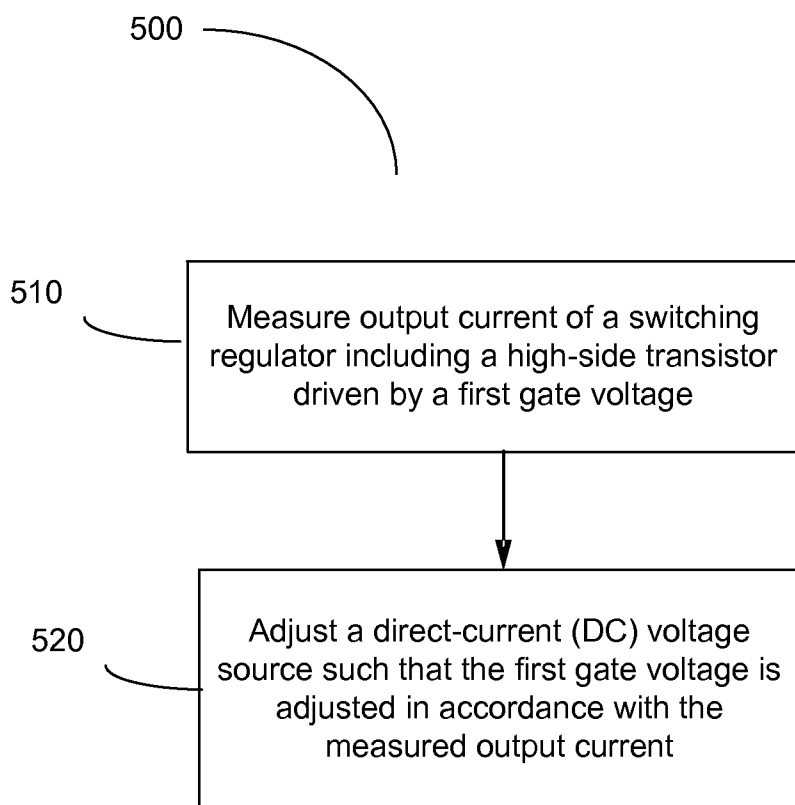 500
510
Measure output current of a switching
regulator including a high-side transistor
driven by a first gate voltage
520
Adjust a direct-current (DC) voltage
source such that the first gate voltage is
adjusted in accordance with the
measured output current